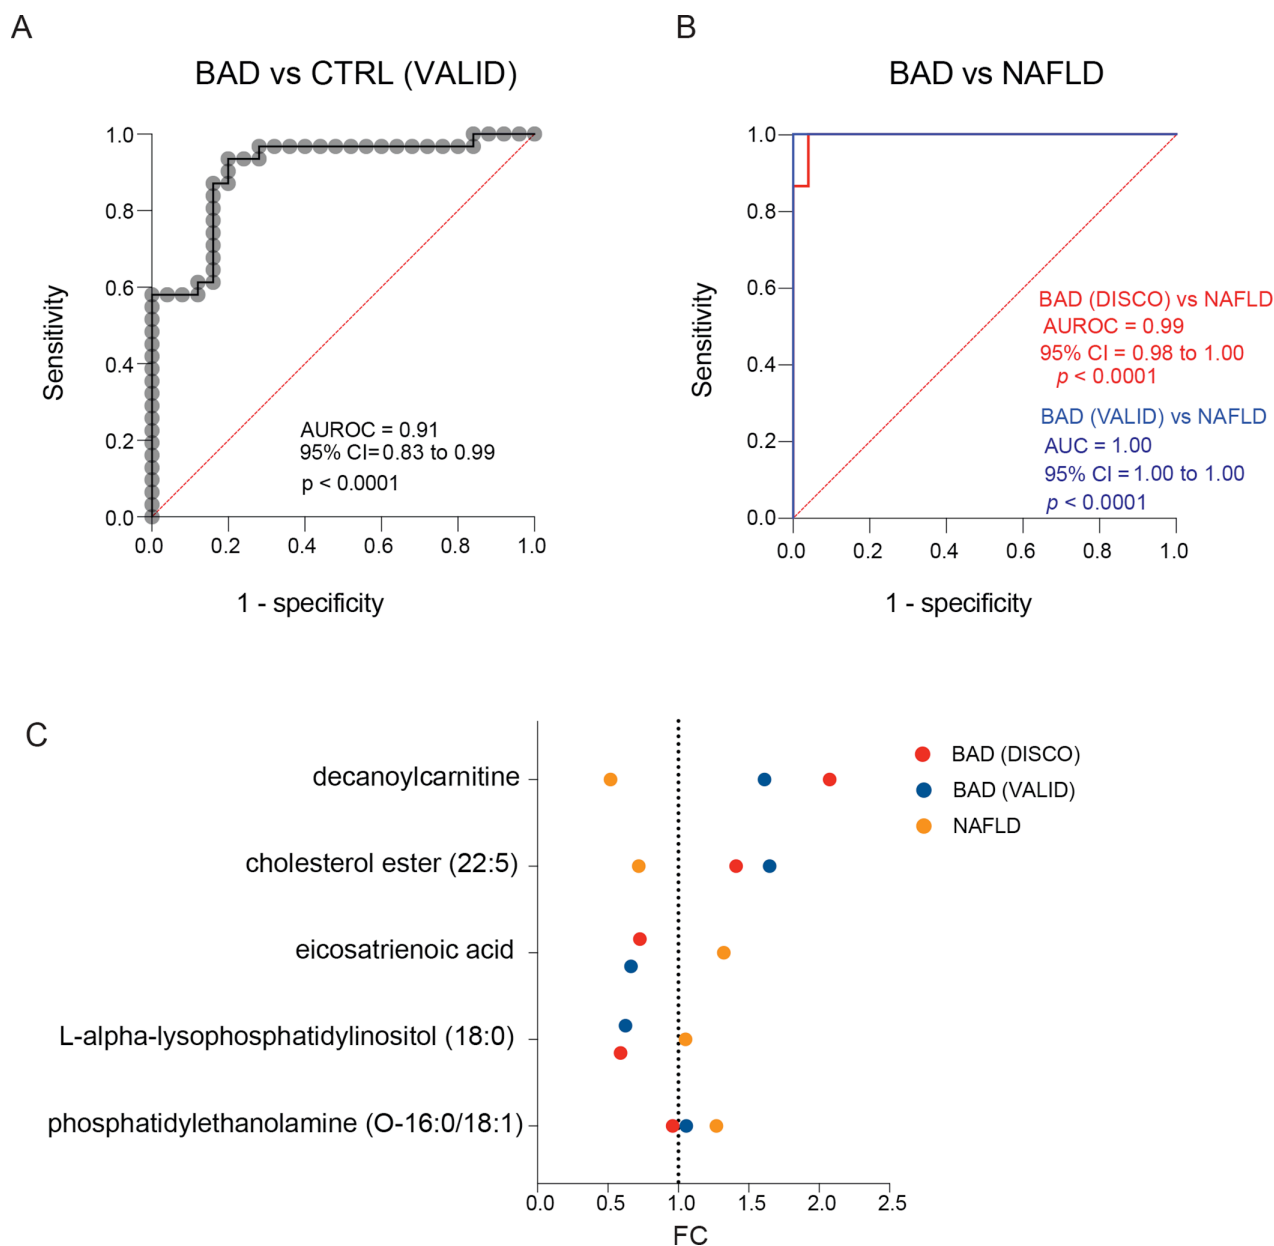 A
BAD vs CTRL (VALID)
1.0
0.8
0.6
0.4
0.2
0.0
Sensitivity
AUROC = 0.91
95% CI=0.83 to 0.99
p < 0.0001
0.0 0.2 0.4 0.6 0.8 1.0
1 - specificity
B
BAD vs NAFLD
1.0
0.8
0.6
0.4
0.2
0.0
Sensitivity
BAD (DISCO) vs NAFLD
AUROC = 0.99
95% CI = 0.98 to 1.00
p < 0.0001
BAD (VALID) vs NAFLD
AUC = 1.00
95% CI = 1.00 to 1.00
p < 0.0001
0.0 0.2 0.4 0.6 0.8 1.0
1 - specificity
C
decanoylcarnitine
cholesterol ester (22:5)
eicosatrienoic acid
L-alpha-lysophosphatidylinositol (18:0)
phosphatidylethanolamine (O-16:0/18:1)
0.0 0.5 1.0 1.5 2.0 2.5
FC
BAD (DISCO)
BAD (VALID)
NAFLD